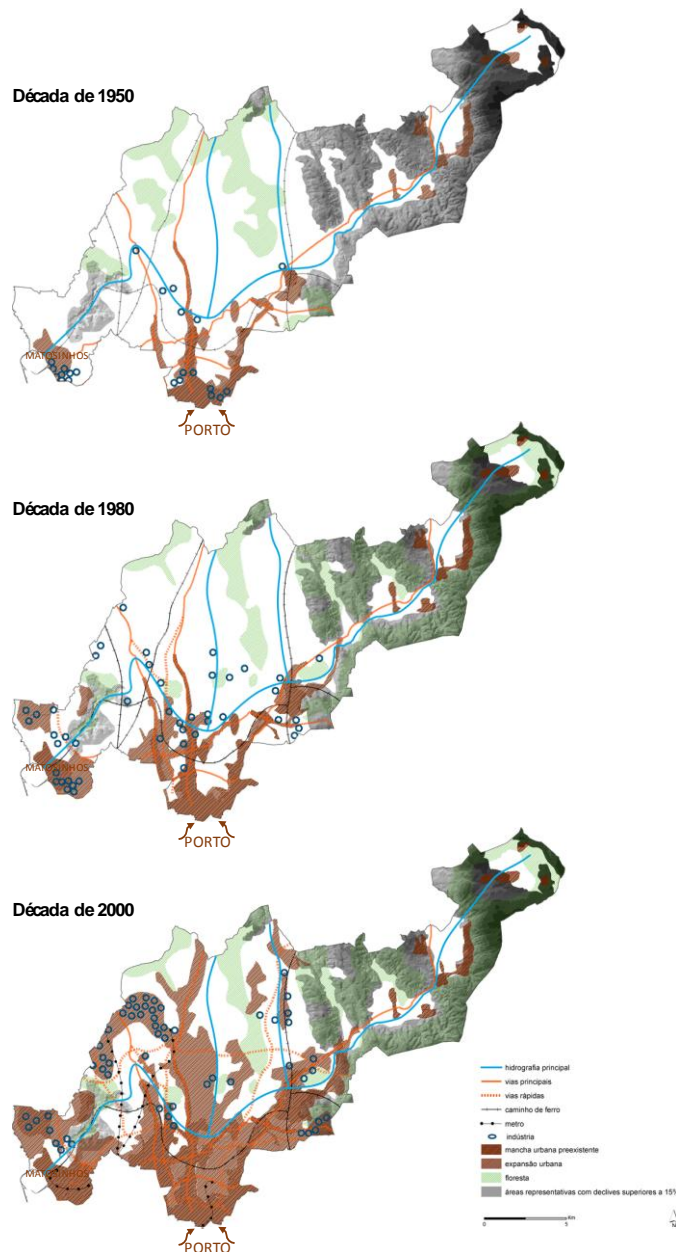 Década de 1950
MATOSINHOS
PORTO
Década de 1980
MATOSINHOS
PORTO
Década de 2000
MATOSINHOS
PORTO
hidrografia principal
vias principais
vias rápidas
caminho de ferro
metro
indústria
mancha urbana preexistente
expansão urbana
floresta
áreas representativas com declives superiores a 15%
Km
0 5
N